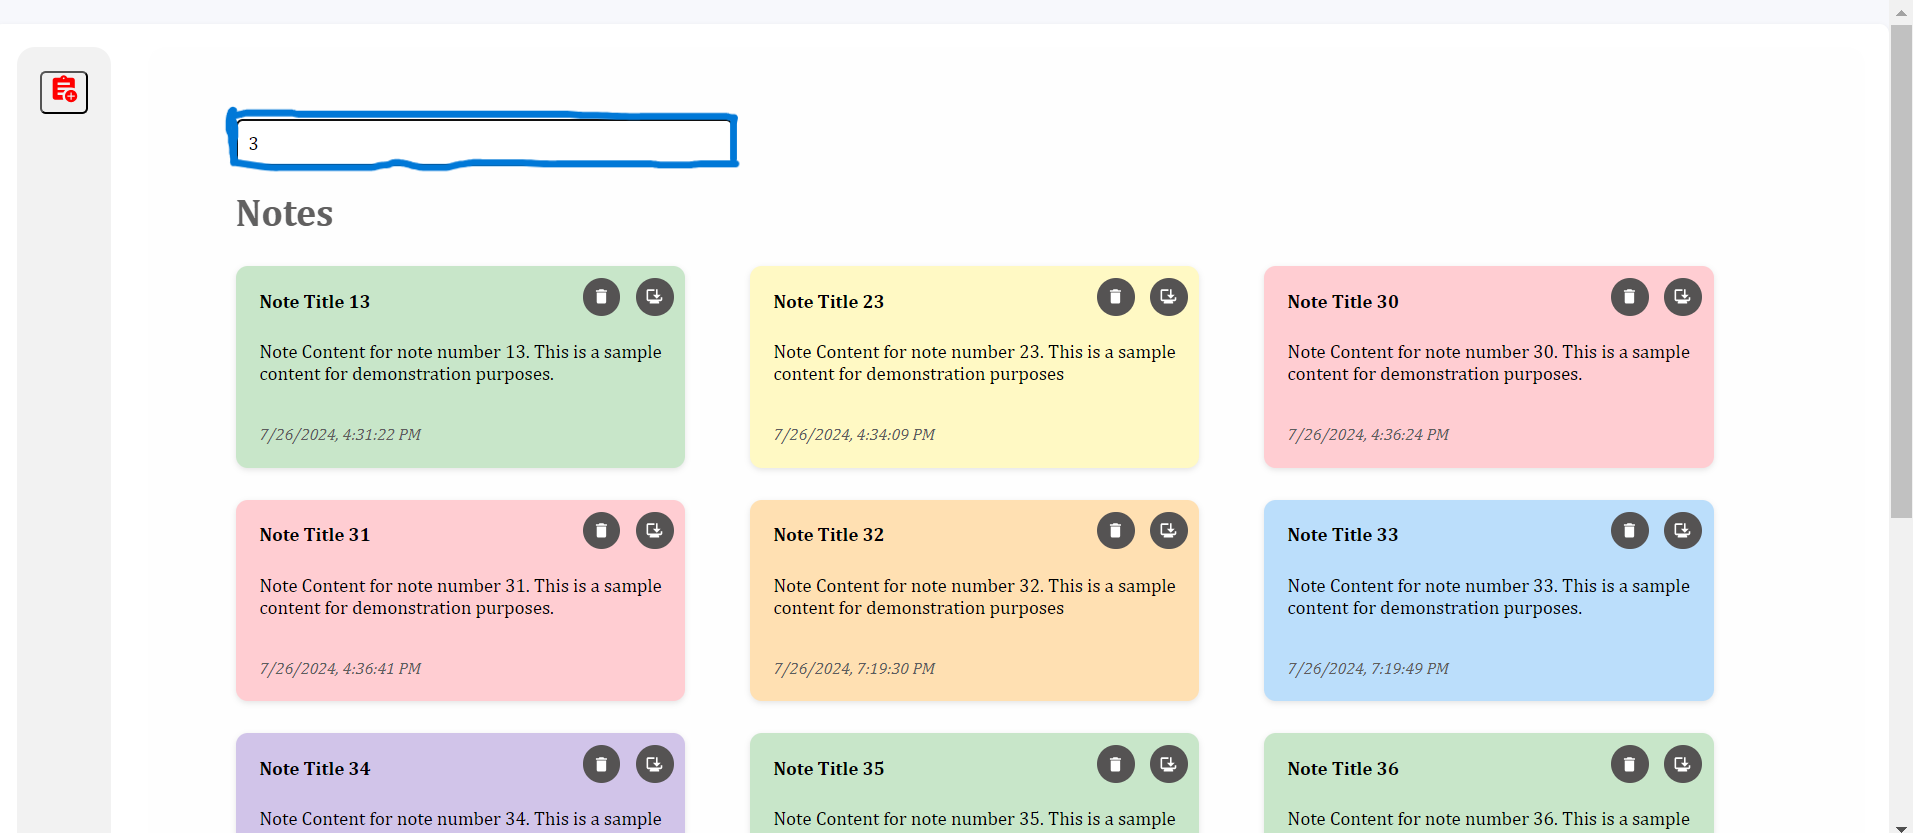 3
Notes
Note Title 13
Note Content for note number 13. This is a sample
content for demonstration purposes.
7/26/2024, 4:31:22 PM
Note Title 23
Note Content for note number 23. This is a sample
content for demonstration purposes
7/26/2024, 4:34:09 PM
Note Title 30
Note Content for note number 30. This is a sample
content for demonstration purposes.
7/26/2024, 4:36:24 PM
Note Title 31
Note Content for note number 31. This is a sample
content for demonstration purposes.
7/26/2024, 4:36:41 PM
Note Title 32
Note Content for note number 32. This is a sample
content for demonstration purposes
7/26/2024, 7:19:30 PM
Note Title 33
Note Content for note number 33. This is a sample
content for demonstration purposes.
7/26/2024, 7:19:49 PM
Note Title 34
Note Content for note number 34. This is a sample
Note Title 35
Note Content for note number 35. This is a sample
Note Title 36
Note Content for note number 36. This is a sample